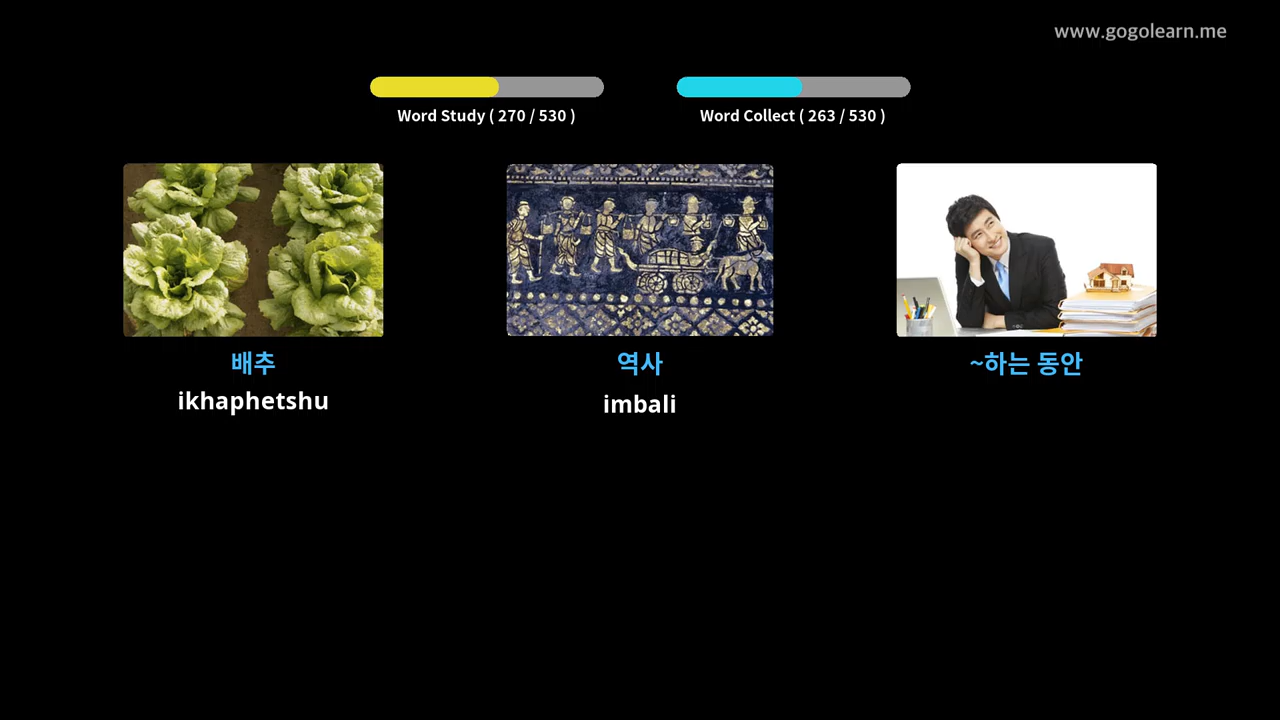 www.gogolearn.me
Word Study ( 270 / 530 )
Word Collect ( 263 / 530 )
배추
역사
~하는 동안
ikhaphetshu
imbali